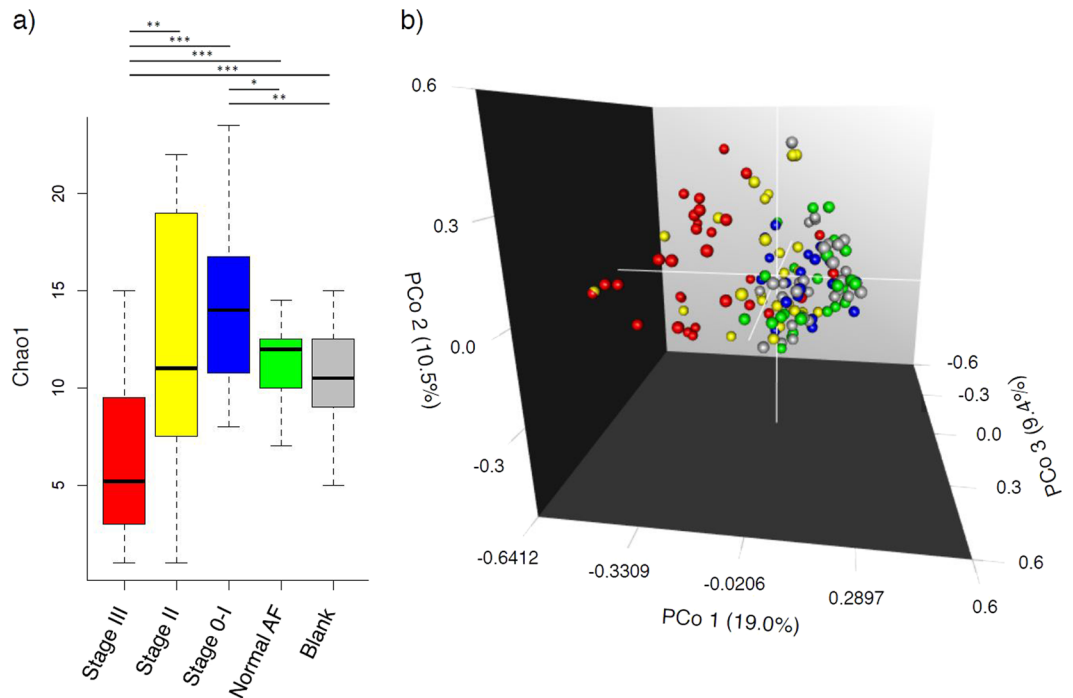 a)
**
***
***
***
*
**
Chao1
20
15
10
5
Stage III
Stage II
Stage 0-I
Normal AF
Blank
b)
0.6
0.3
0.0
-0.3
PCo 2 (10.5%)
-0.6412
-0.3309
-0.0206
0.2897
0.6
PCo 1 (19.0%)
-0.6
-0.3
0.0
0.3
0.6
PCo 3 (9.4%)